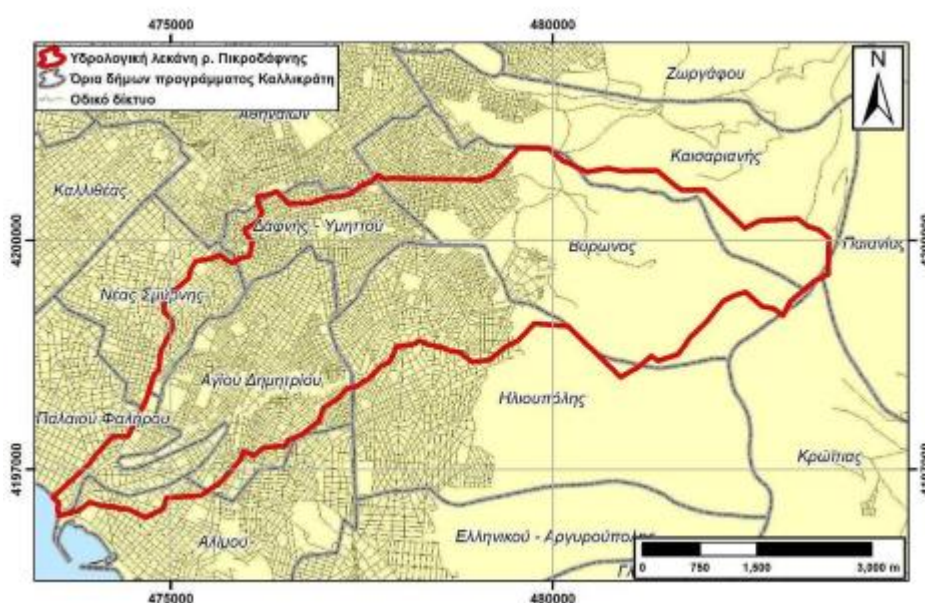 475000 480000
Υδρολογική λεκάνη ρ. Πικροδάφνης
Όρια δήμων προγράμματος Καλλικράτη
Οδικό δίκτυο
N
Ζωγράφου
Αθηναίων
Καισαριανής
Καλλιθέας
Δάφνης - Υμηττού
4200000
Βύρωνος
Παιανίας
Νέας Σμύρνης
Αγίου Δημητρίου
Ηλιουπόλης
Παλαιού Φαλήρου
Κρωπίας
4197000
Αλίμου
Ελληνικού - Αργυρούπολης
0 750 1,500 3,000 m
475000 480000